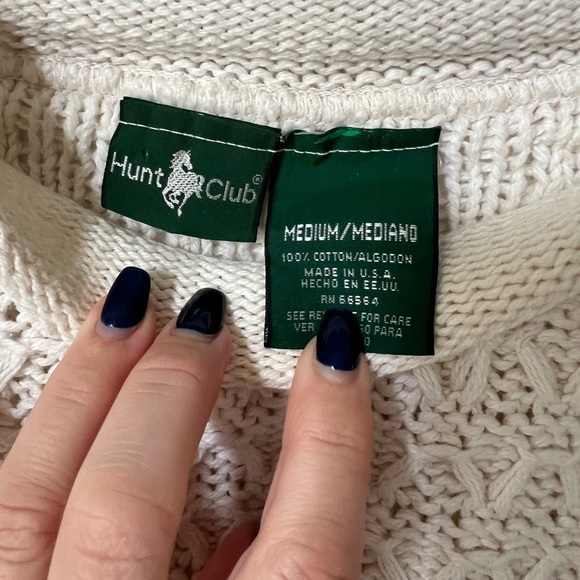 Hunt Club®
MEDIUM/MEDIANO
100% COTTON/ALGODON
MADE IN U.S.A.
HECHO EN EE.UU.
RN 66564
SEE FOR CARE
VER PARA